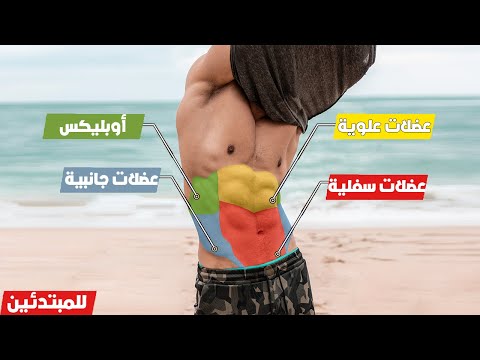 أوبليكس
عضلات علوية
عضلات جانبية
عضلات سفلية
للمبتدئين